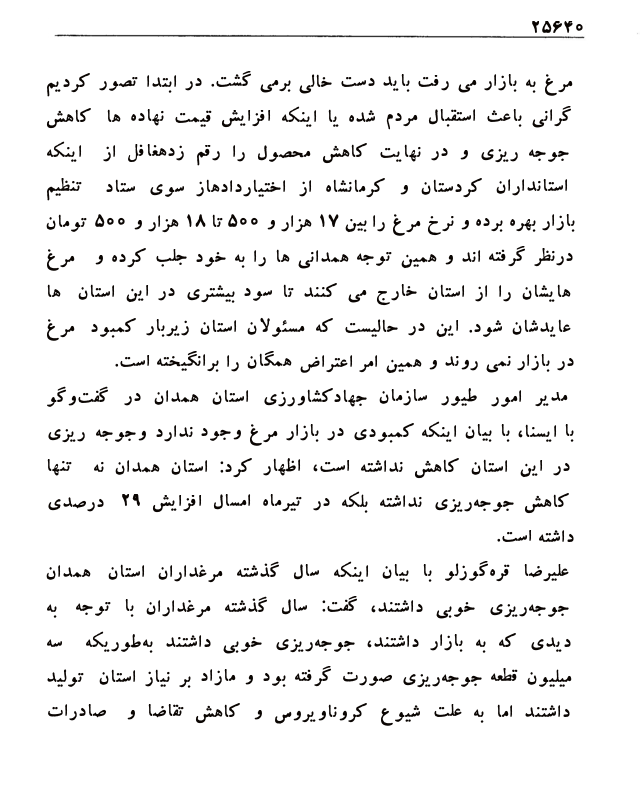 ۲۵۶۴۰
مرغ به بازار می رفت باید دست خالی برمی گشت. در ابتدا تصور کردیم
گرانی باعث استقبال مردم شده یا اینکه افزایش قیمت نهاده ها کاهش
جوجه ریزی و در نهایت کاهش محصول را رقم زدهغافل از اینکه
استانداران کردستان و کرمانشاه از اختیاردادهاز سوی ستاد تنظیم
بازار بهره برده و نرخ مرغ را بین ۱۷ هزار و ۵۰۰ تا ۱۸ هزار و ۵۰۰ تومان
درنظر گرفته اند و همین توجه همدانی ها را به خود جلب کرده و مرغ
هایشان را از استان خارج می کنند تا سود بیشتری در این استان ها
عایدشان شود. این در حالیست که مسئولان استان زیربار کمبود مرغ
در بازار نمی روند و همین امر اعتراض همگان را برانگیخته است.
مدیر امور طیور سازمان جهادکشاورزی استان همدان در گفت‌وگو
با ایسنا، با بیان اینکه کمبودی در بازار مرغ وجود ندارد وجوجه ریزی
در این استان کاهش نداشته است، اظهار کرد: استان همدان نه تنها
کاهش جوجه‌ریزی نداشته بلکه در تیرماه امسال افزایش ۲۹ درصدی
داشته است.
علیرضا قره‌گوزلو با بیان اینکه سال گذشته مرغداران استان همدان
جوجه‌ریزی خوبی داشتند، گفت: سال گذشته مرغداران با توجه به
دیدی که به بازار داشتند، جوجه‌ریزی خوبی داشتند به‌طوریکه سه
میلیون قطعه جوجه‌ریزی صورت گرفته بود و مازاد بر نیاز استان تولید
داشتند اما به علت شیوع کروناویروس و کاهش تقاضا و صادرات